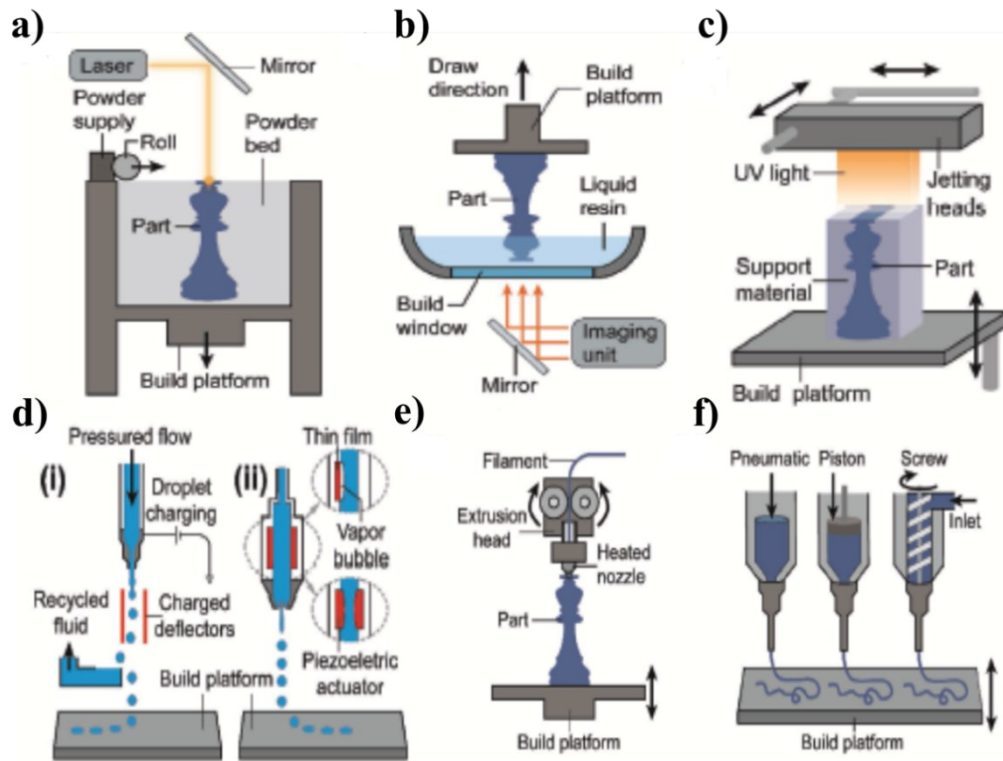 a)
Laser
Mirror
Powder
supply
Roll
Powder
bed
Part
Build platform
b)
Draw
direction
Build
platform
Part
Liquid
resin
Build
window
Imaging
unit
Mirror
c)
UV light
Jetting
heads
Support
material
Part
Build platform
d)
Pressured flow
(i)
Droplet
charging
Recycled
fluid
Charged
deflectors
Build platform
(ii)
Thin film
Vapor
bubble
Piezoeletric
actuator
e)
Filament
Extrusion
head
Heated
nozzle
Part
Build platform
f)
Pneumatic
Piston
Screw
Inlet
Build platform